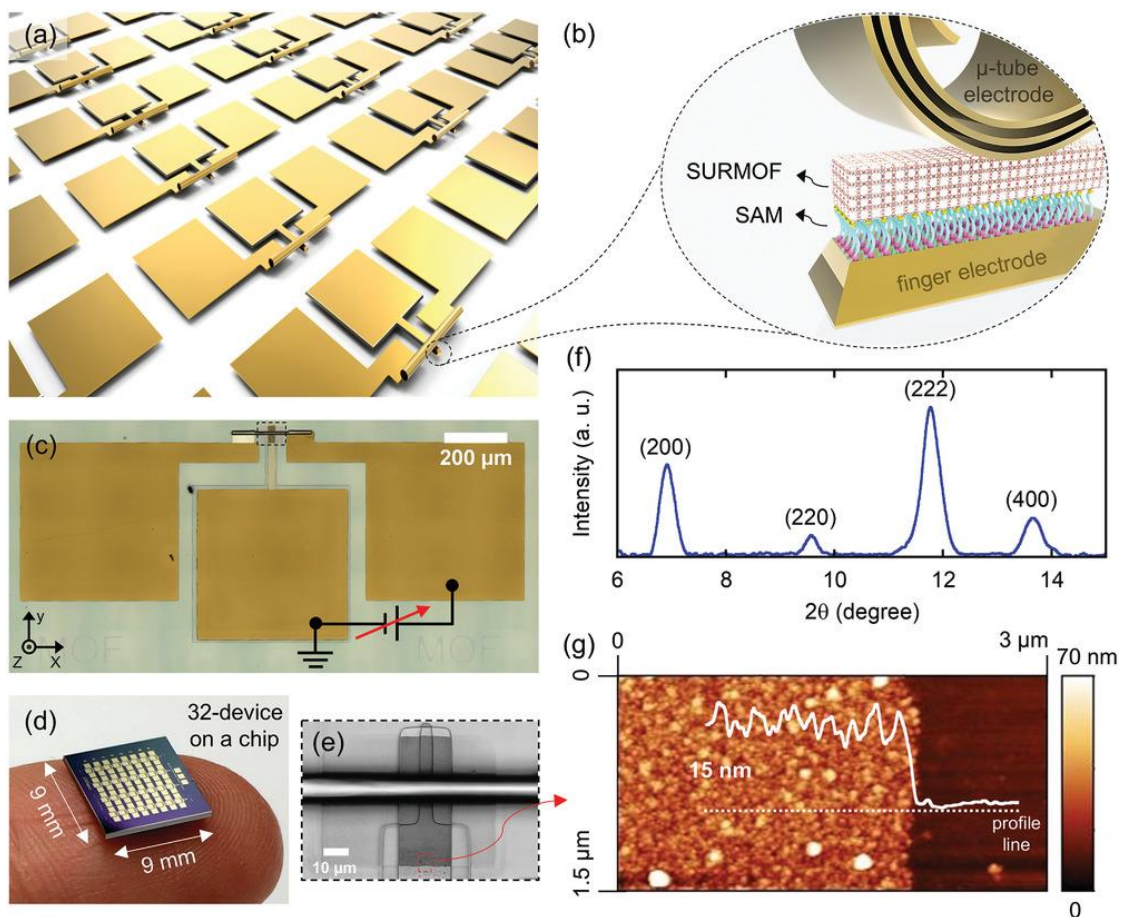 (a)
(b)
μ-tube
electrode
SURMOF
SAM
finger electrode
(c)
200 μm
y
Z
X
MOF
MOF
(d)
32-device
on a chip
9 mm
9 mm
(e)
10 μm
(f)
Intensity (a. u.)
(200)
(220)
(222)
(400)
6
8
10
12
14
2θ (degree)
(g)
0
3 μm
70 nm
0
15 nm
profile
line
1.5 μm
0